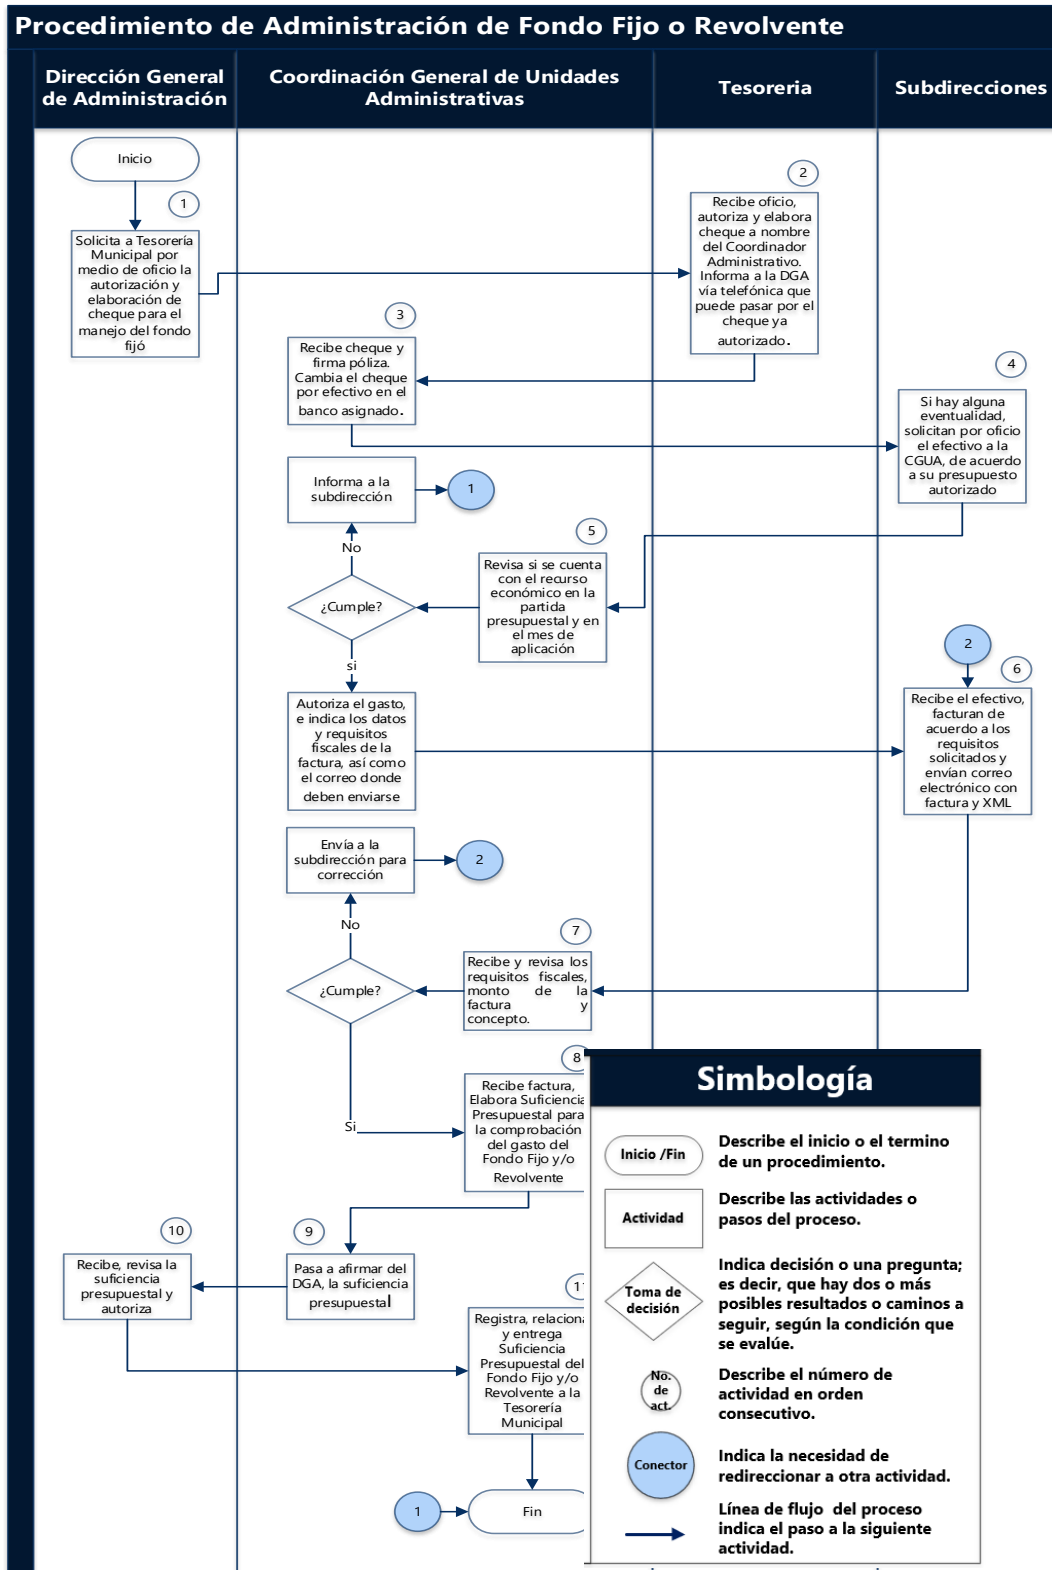 Procedimiento de Administración de Fondo Fijo o Revolvente
Dirección General
de Administración
Coordinación General de Unidades
Administrativas
Tesoreria
Subdirecciones
Inicio
1
Solicita a Tesorería
Municipal por
medio de oficio la
autorización y
elaboración de
cheque para el
manejo del fondo
fijó
2
Recibe oficio,
autoriza y elabora
cheque a nombre
del Coordinador
Administrativo.
Informa a la DGA
vía telefónica que
puede pasar por el
cheque ya
autorizado.
3
Recibe cheque y
firma póliza.
Cambia el cheque
por efectivo en el
banco asignado.
4
Si hay alguna
eventualidad,
solicitan por oficio
el efectivo a la
CGUA, de acuerdo
a su presupuesto
autorizado
Informa a la
subdirección
1
No
5
Revisa si se cuenta
con el recurso
económico en la
partida
presupuestal y en
el mes de
aplicación
¿Cumple?
si
2
6
Autoriza el gasto,
e indica los datos
y requisitos
fiscales de la
factura, así como
el correo donde
deben enviarse
Recibe el efectivo,
facturan de
acuerdo a los
requisitos
solicitados y
envían correo
electrónico con
factura y XML
Envía a la
subdirección para
corrección
2
No
7
Recibe y revisa los
requisitos fiscales,
monto de la
factura y
concepto.
¿Cumple?
Si
8
Recibe factura,
Elabora Suficiencia
Presupuestal para
la comprobación
del gasto del
Fondo Fijo y/o
Revolvente
9
Pasa a afirmar del
DGA, la suficiencia
presupuestal
10
Recibe, revisa la
suficiencia
presupuestal y
autoriza
11
Registra, relaciona
y entrega
Suficiencia
Presupuestal del
Fondo Fijo y/o
Revolvente a la
Tesorería
Municipal
1
Fin
Simbología
Inicio /Fin
Describe el inicio o el termino
de un procedimiento.
Actividad
Describe las actividades o
pasos del proceso.
Toma de
decisión
Indica decisión o una pregunta;
es decir, que hay dos o más
posibles resultados o caminos a
seguir, según la condición que
se evalúe.
No.
de
act.
Describe el número de
actividad en orden
consecutivo.
Conector
Indica la necesidad de
redireccionar a otra actividad.
Línea de flujo del proceso
indica el paso a la siguiente
actividad.